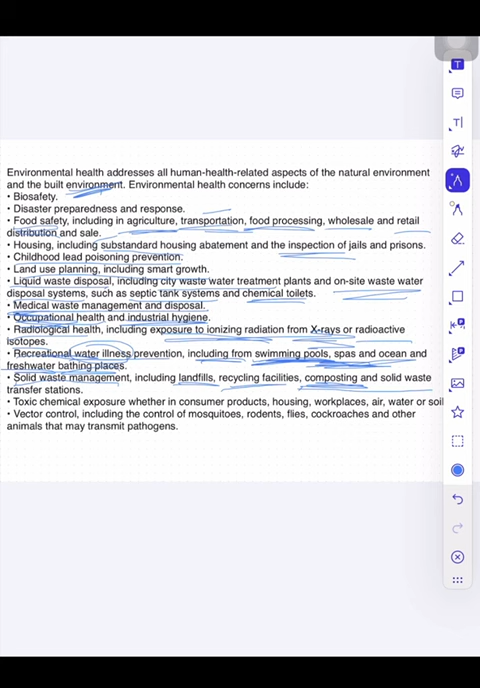 Environmental health addresses all human-health-related aspects of the natural environment
and the built environment. Environmental health concerns include:
• Biosafety.
• Disaster preparedness and response.
• Food safety, including in agriculture, transportation, food processing, wholesale and retail
distribution and sale.
• Housing, including substandard housing abatement and the inspection of jails and prisons.
• Childhood lead poisoning prevention.
• Land use planning, including smart growth.
• Liquid waste disposal, including city waste water treatment plants and on-site waste water
disposal systems, such as septic tank systems and chemical toilets.
• Medical waste management and disposal.
• Occupational health and industrial hygiene.
• Radiological health, including exposure to ionizing radiation from X-rays or radioactive
isotopes.
• Recreational water illness prevention, including from swimming pools, spas and ocean and
freshwater bathing places.
• Solid waste management, including landfills, recycling facilities, composting and solid waste
transfer stations.
• Toxic chemical exposure whether in consumer products, housing, workplaces, air, water or soil
• Vector control, including the control of mosquitoes, rodents, flies, cockroaches and other
animals that may transmit pathogens.